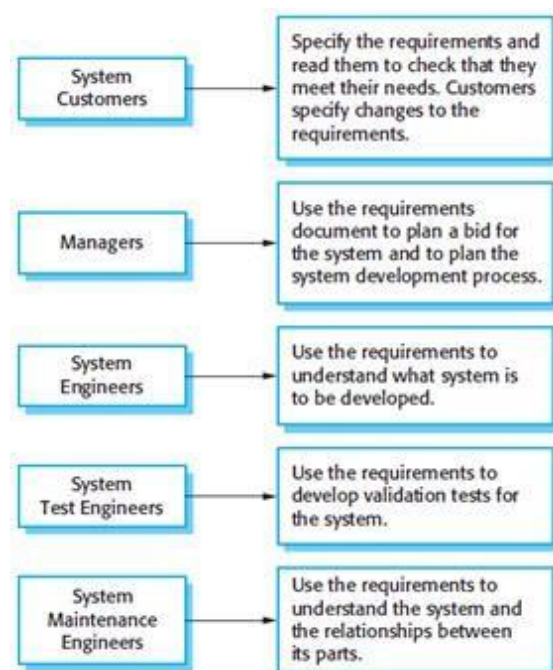 System
Customers
Specify the requirements and
read them to check that they
meet their needs. Customers
specify changes to the
requirements.
Managers
Use the requirements
document to plan a bid for
the system and to plan the
system development process.
System
Engineers
Use the requirements to
understand what system is
to be developed.
System
Test Engineers
Use the requirements to
develop validation tests for
the system.
System
Maintenance
Engineers
Use the requirements to
understand the system and
the relationships between
its parts.